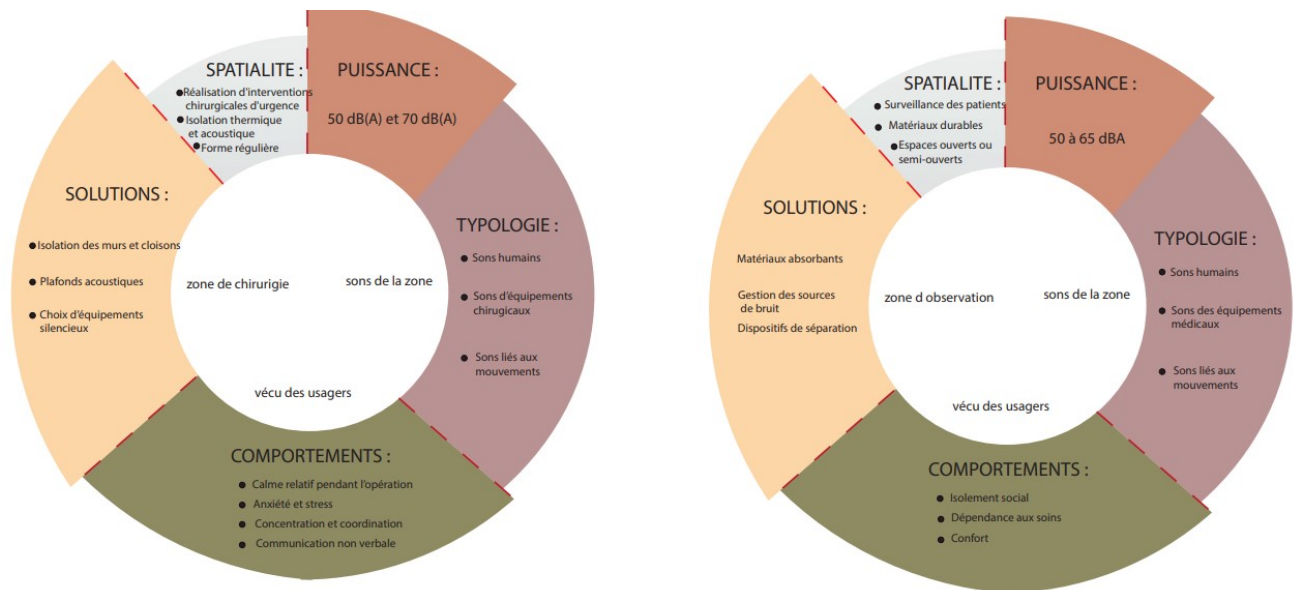 SPATIALITE :
● Réalisation d'interventions
chirurgicales d'urgence
● Isolation thermique
et acoustique
● Forme régulière
PUISSANCE :
50 dB(A) et 70 dB(A)
TYPOLOGIE :
● Sons humains
● Sons d'équipements
chirugicaux
● Sons liés aux
mouvements
SOLUTIONS :
● Isolation des murs et cloisons
● Plafonds acoustiques
● Choix d'équipements
silencieux
zone de chirurigie
sons de la zone
vécu des usagers
COMPORTEMENTS :
● Calme relatif pendant l'opération
● Anxiété et stress
● Concentration et coordination
● Communication non verbale
SPATIALITE :
● Surveillance des patients
● Matériaux durables
● Espaces ouverts ou
semi-ouverts
PUISSANCE :
50 à 65 dBA
TYPOLOGIE :
● Sons humains
● Sons des équipements
médicaux
● Sons liés aux
mouvements
SOLUTIONS :
Matériaux absorbants
Gestion des sources
de bruit
Dispositifs de séparation
zone d observation
sons de la zone
vécu des usagers
COMPORTEMENTS :
● Isolement social
● Dépendance aux soins
● Confort